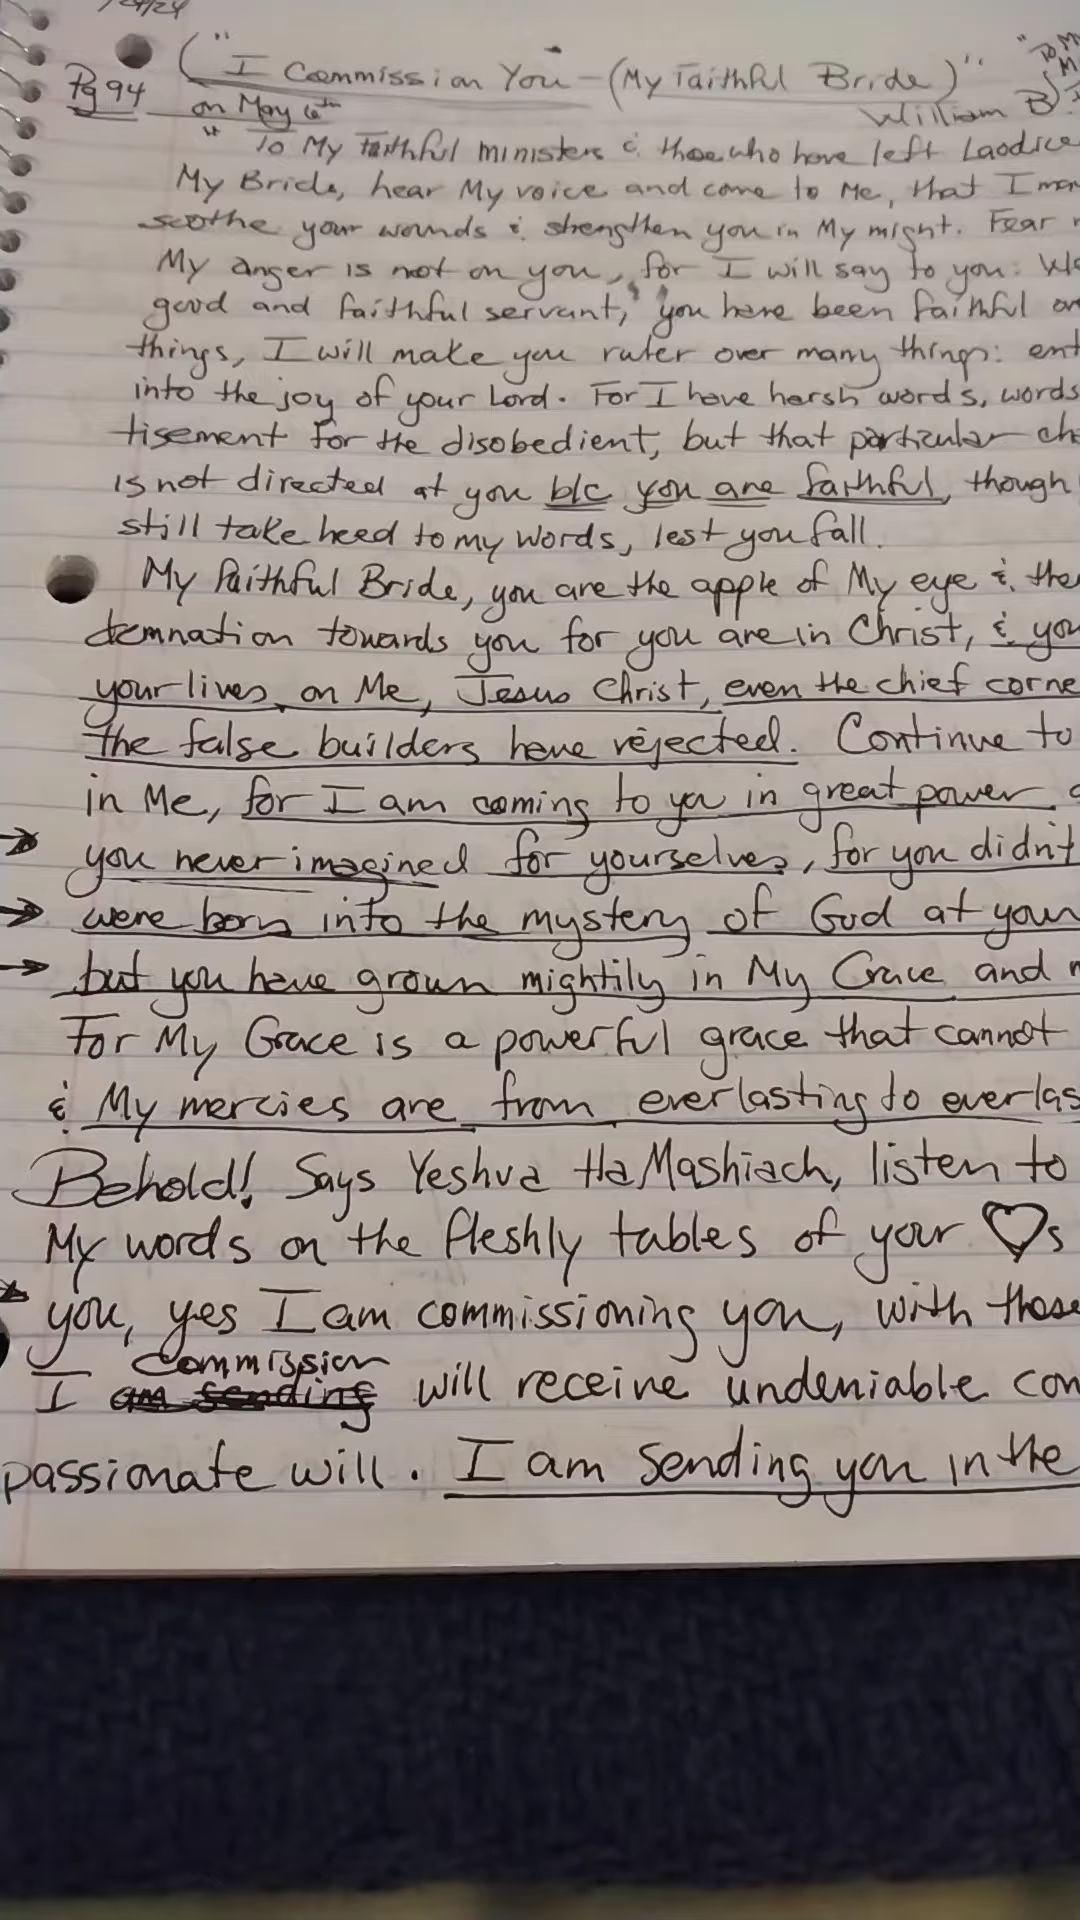 ("I Commission You - (My Faithful Bride)"
Pg 94 on May 6th William B
"To My faithful ministers & those who have left Laodice
My Bride, hear My voice and come to Me, that I may
soothe your wounds & strengthen you in My might. Fear
My anger is not on you, for I will say to you:
good and faithful servant, you have been faithful
things, I will make you ruler over many things: ent
into the joy of your Lord. For I have harsh words, words
tisement for the disobedient, but that particular ch
is not directed at you b/c you are faithful, though
still take heed to my words, lest you fall.
My Faithful Bride, you are the apple of My eye & the
demnation towards you for you are in Christ, & you
your lives on Me, Jesus Christ, even the chief corne
the false builders have rejected. Continue to
in Me, for I am coming to you in great power
you never imagined for yourselves, for you didn't
were born into the mystery of God at your
but you have grown mightily in My Grace and
For My Grace is a powerful grace that cannot
& My mercies are from everlasting to everlas
Behold! Says Yeshua HaMashiach, listen to
My words on the fleshly tables of your ♡s
you, yes I am commissioning you, with those
commission
I am sending will receive undeniable con
passionate will. I am sending you in the